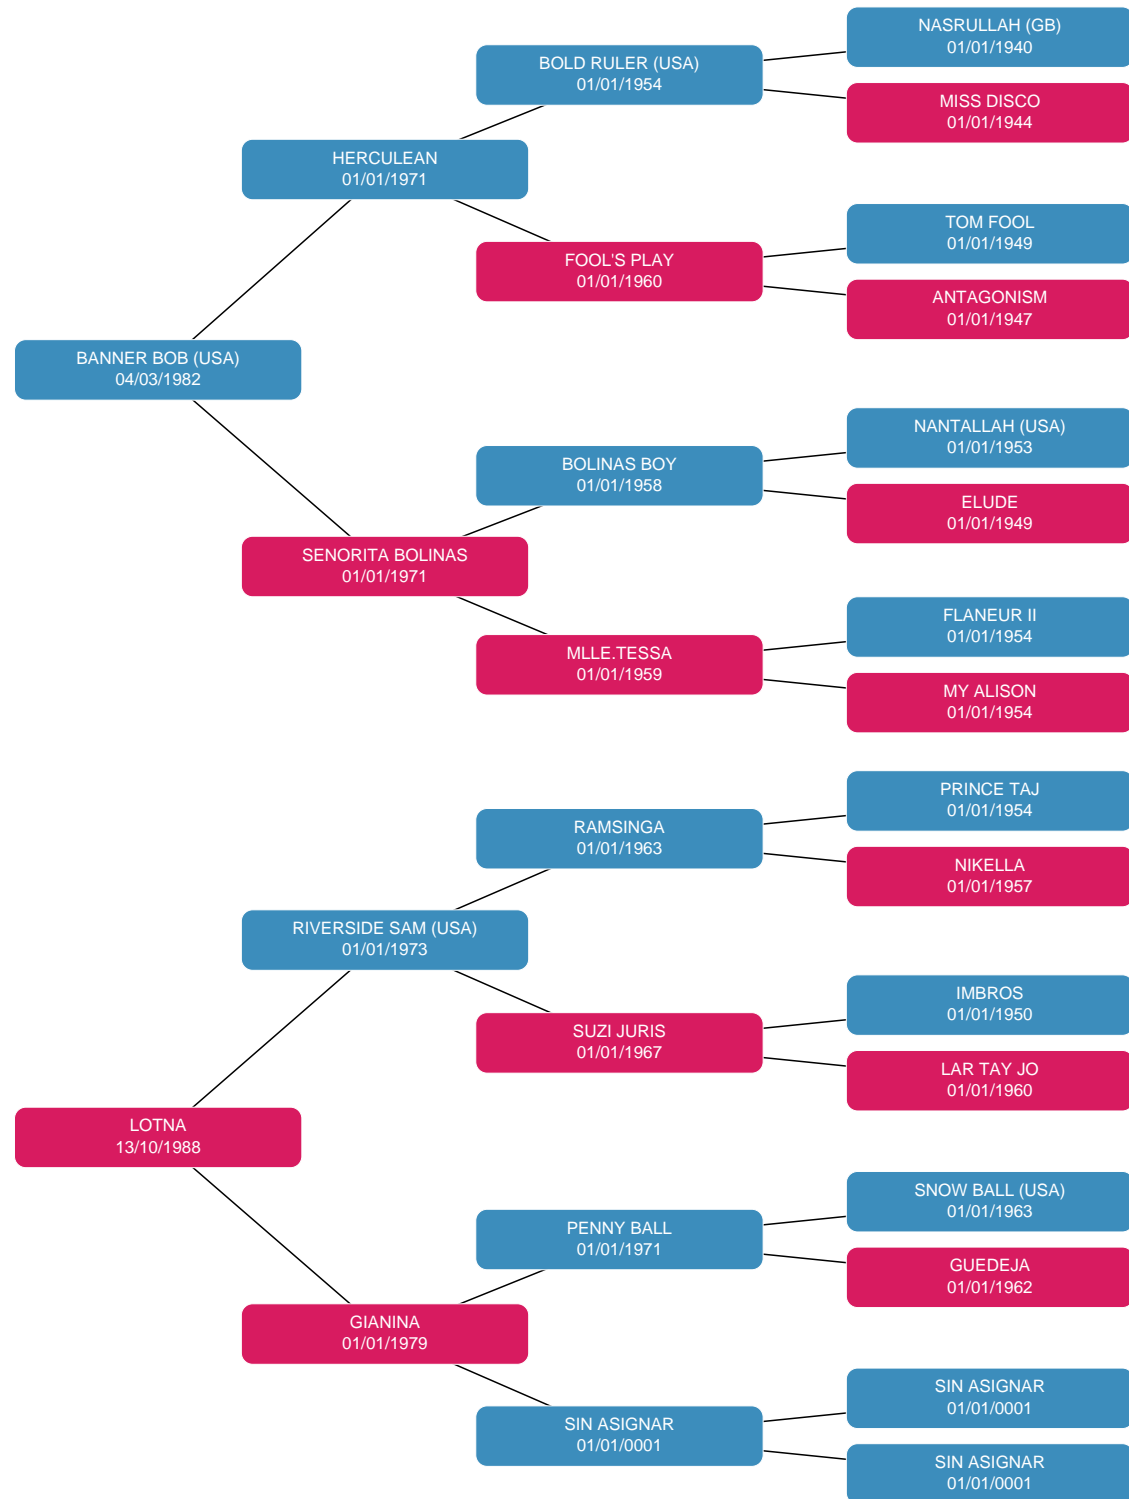 NASRULLAH (GB)
01/01/1940
BOLD RULER (USA)
01/01/1954
MISS DISCO
01/01/1944
HERCULEAN
01/01/1971
TOM FOOL
01/01/1949
FOOL'S PLAY
01/01/1960
ANTAGONISM
01/01/1947
BANNER BOB (USA)
04/03/1982
NANTALLAH (USA)
01/01/1953
BOLINAS BOY
01/01/1958
ELUDE
01/01/1949
SENORITA BOLINAS
01/01/1971
FLANEUR II
01/01/1954
MLLE.TESSA
01/01/1959
MY ALISON
01/01/1954
PRINCE TAJ
01/01/1954
RAMSINGA
01/01/1963
NIKELLA
01/01/1957
RIVERSIDE SAM (USA)
01/01/1973
IMBROS
01/01/1950
SUZI JURIS
01/01/1967
LAR TAY JO
01/01/1960
LOTNA
13/10/1988
SNOW BALL (USA)
01/01/1963
PENNY BALL
01/01/1971
GUEDEJA
01/01/1962
GIANINA
01/01/1979
SIN ASIGNAR
01/01/0001
SIN ASIGNAR
01/01/0001
SIN ASIGNAR
01/01/0001